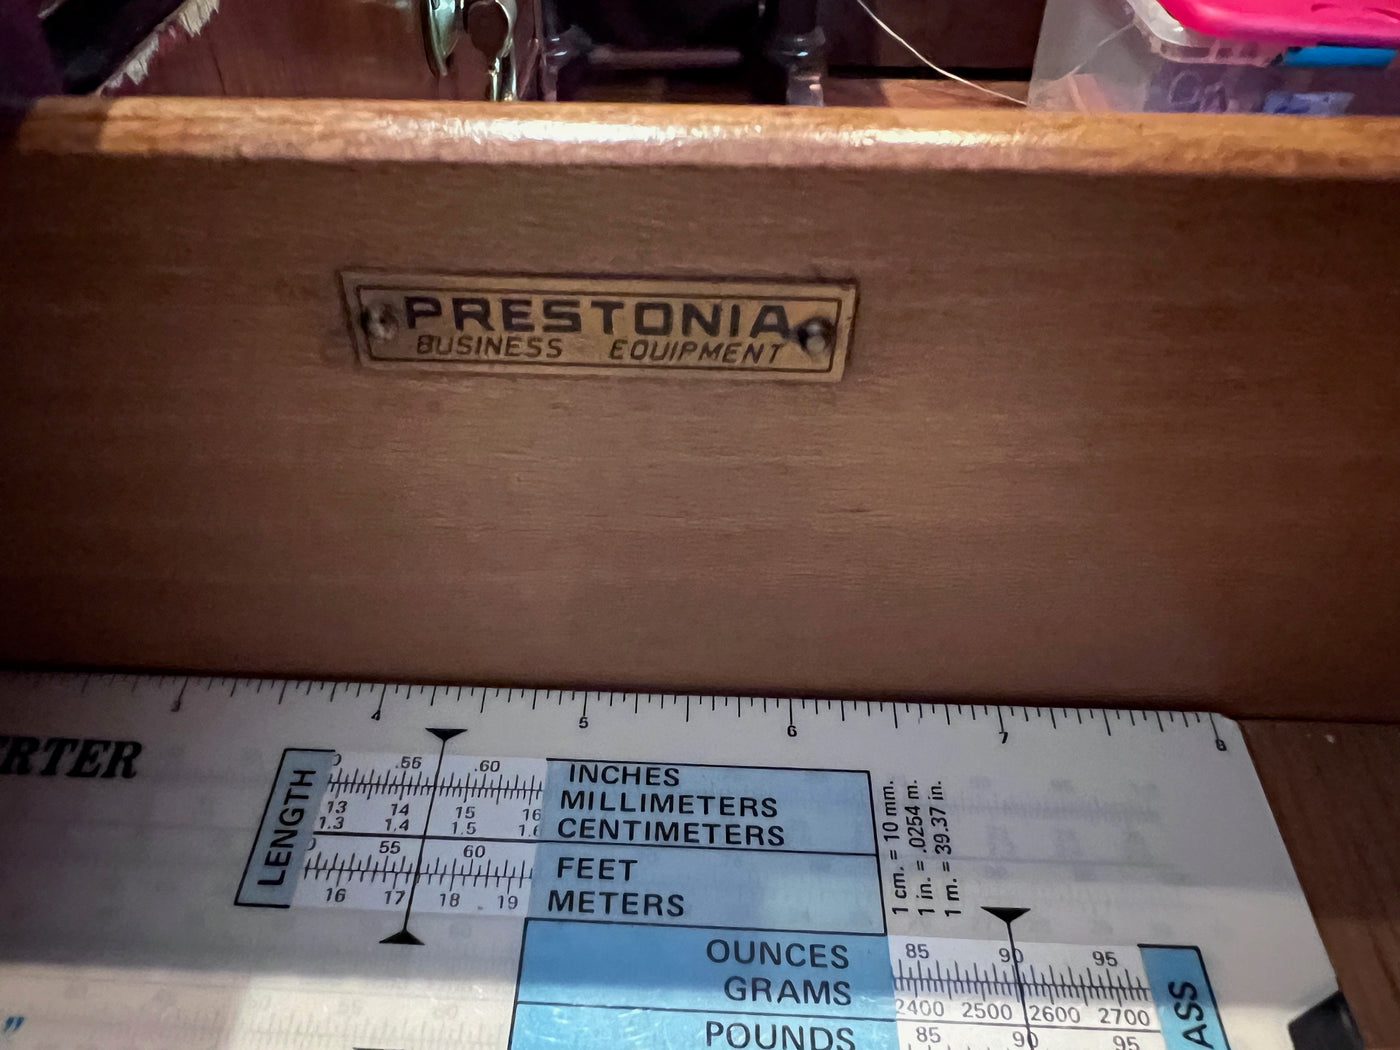 PRESTONIA
BUSINESS EQUIPMENT
3 4 5 6 7 8
RTER
LENGTH
.55 .60
INCHES
13 14 15 16
MILLIMETERS
1.3 1.4 1.5
CENTIMETERS
55 60
FEET
16 17 18 19
METERS
1 cm. = 10 mm.
1 in. = .0254 m.
1 m. = 39.37 in.
OUNCES
85 90 95
GRAMS
2400 2500 2600 2700
POUNDS
85 90 95
ASS
"